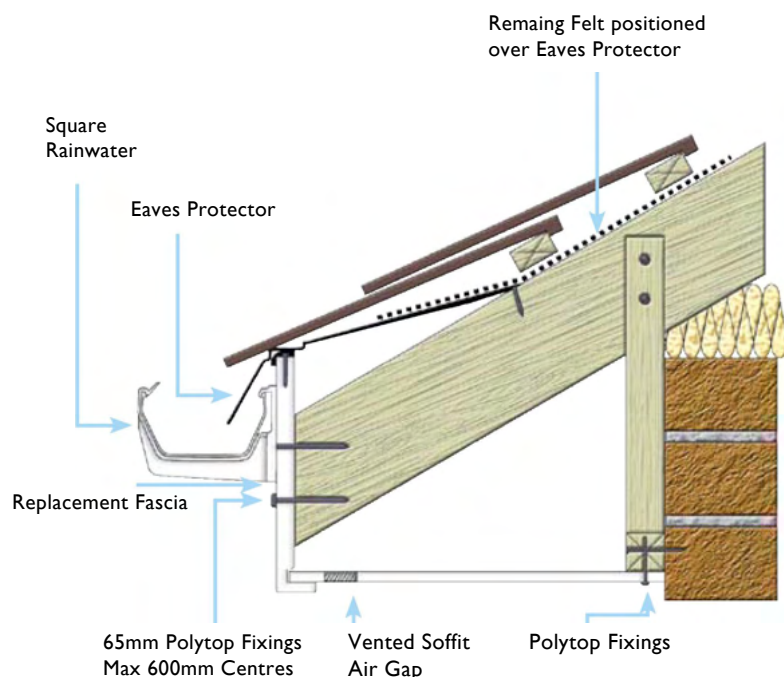 Remaing Felt positioned
over Eaves Protector
Square
Rainwater
Eaves Protector
Replacement Fascia
65mm Polytop Fixings
Max 600mm Centres
Vented Soffit
Air Gap
Polytop Fixings